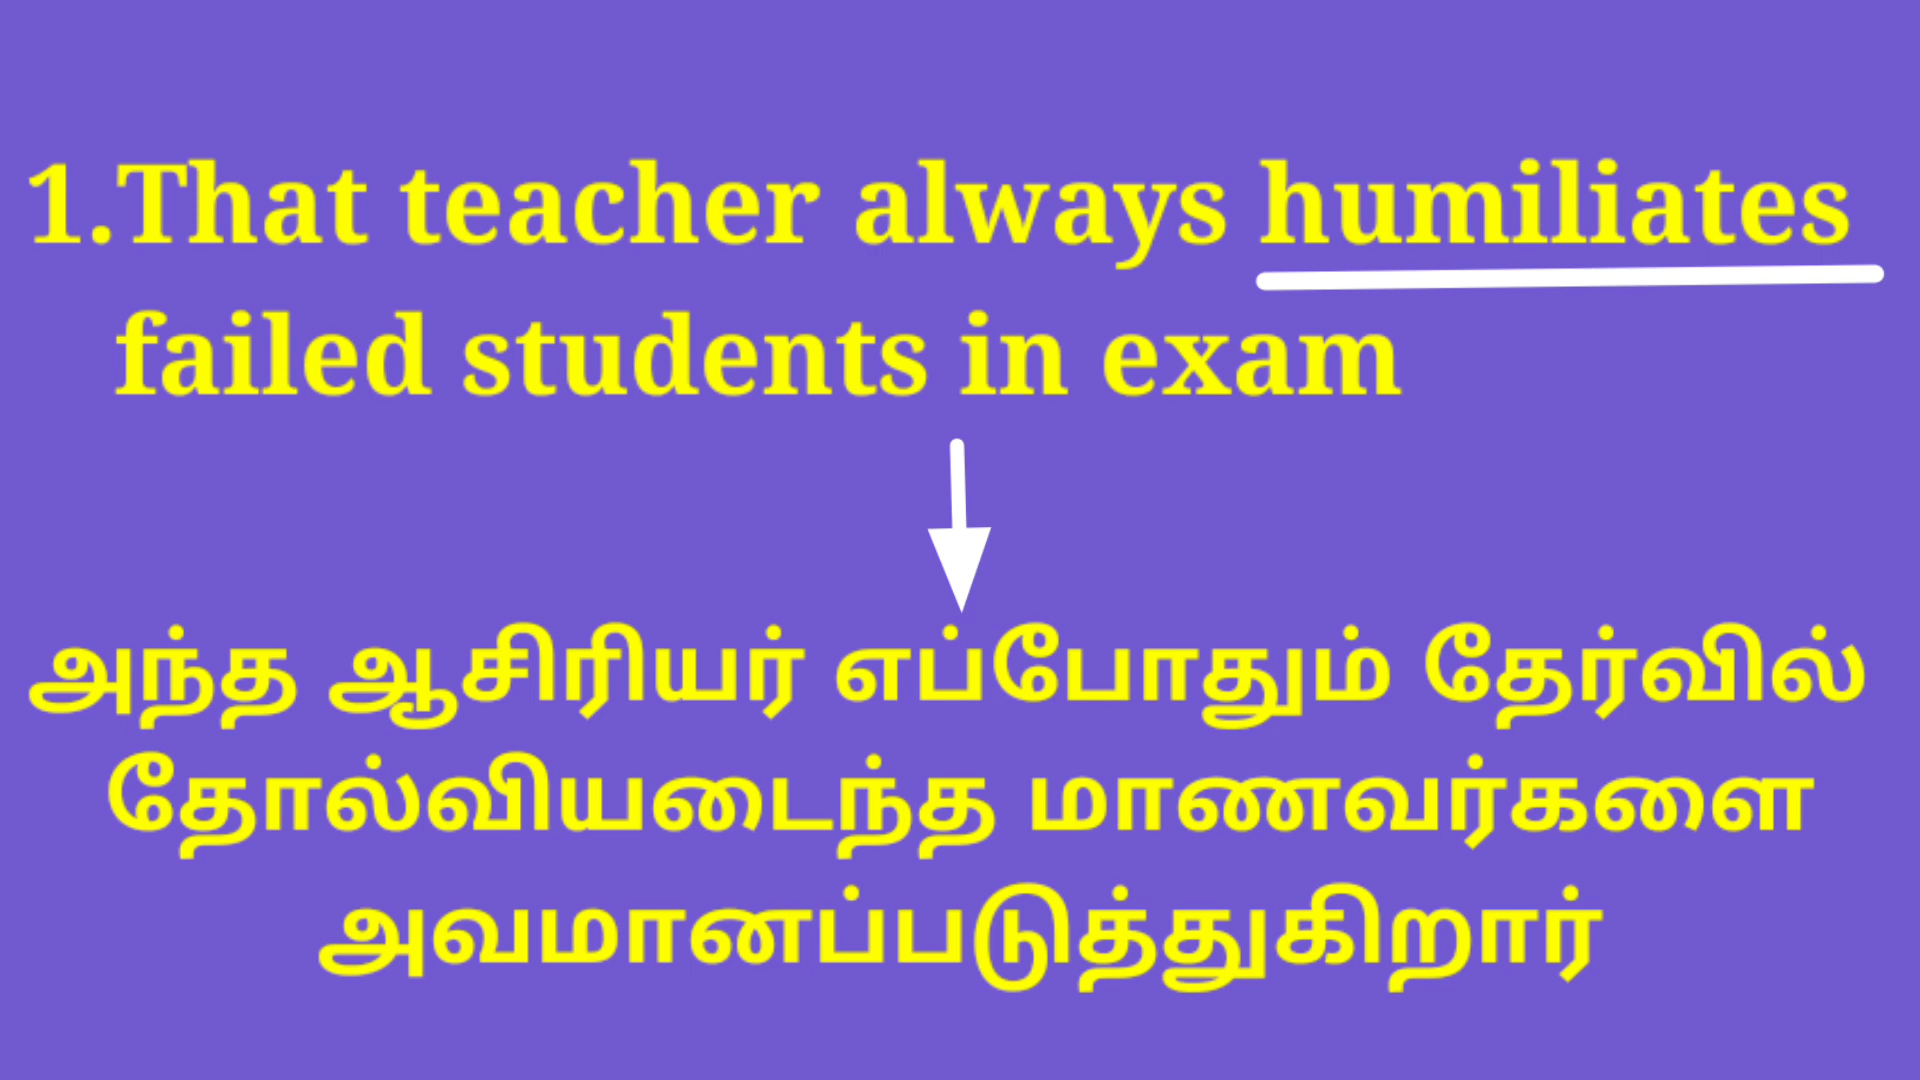 1.That teacher always humiliates
failed students in exam
அந்த ஆசிரியர் எப்போதும் தேர்வில்
தோல்வியடைந்த மாணவர்களை
அவமானப்படுத்துகிறார்